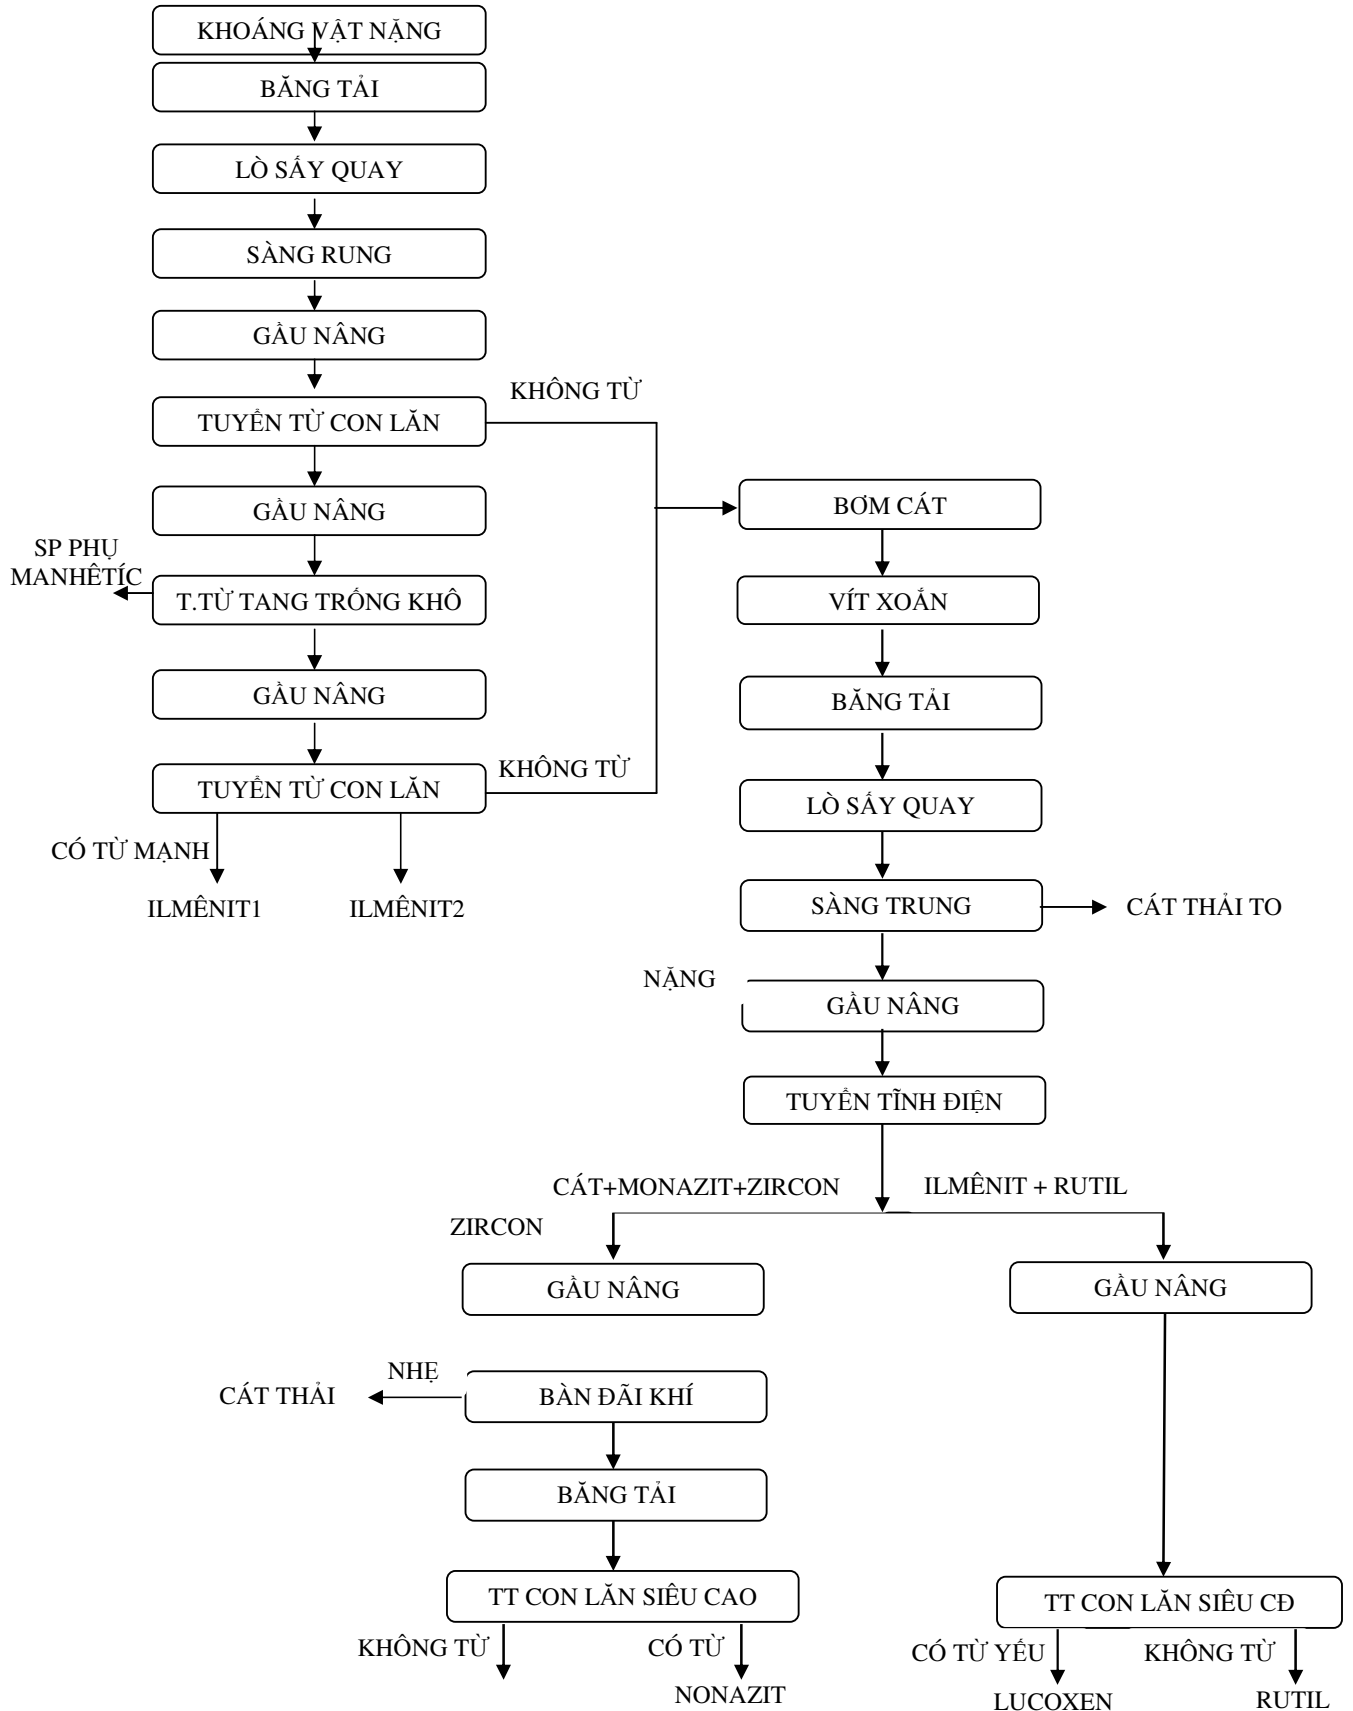 KHOÁNG VẬT NẶNG
BĂNG TẢI
LÒ SẤY QUAY
SÀNG RUNG
GẦU NÂNG
TUYỂN TỪ CON LĂN
KHÔNG TỪ
GẦU NÂNG
SP PHỤ
MANHÊTÍC
T.TỪ TANG TRỐNG KHÔ
GẦU NÂNG
TUYỂN TỪ CON LĂN
KHÔNG TỪ
CÓ TỪ MẠNH
ILMÊNIT1
ILMÊNIT2
BƠM CÁT
VÍT XOẮN
BĂNG TẢI
LÒ SẤY QUAY
SÀNG TRUNG
CÁT THẢI TO
NẶNG
GẦU NÂNG
TUYỂN TĨNH ĐIỆN
CÁT+MONAZIT+ZIRCON
ILMÊNIT + RUTIL
ZIRCON
GẦU NÂNG
GẦU NÂNG
NHẸ
CÁT THẢI
BÀN ĐÃI KHÍ
BĂNG TẢI
TT CON LĂN SIÊU CAO
TT CON LĂN SIÊU CĐ
KHÔNG TỪ
CÓ TỪ
CÓ TỪ YẾU
KHÔNG TỪ
NONAZIT
LUCOXEN
RUTIL